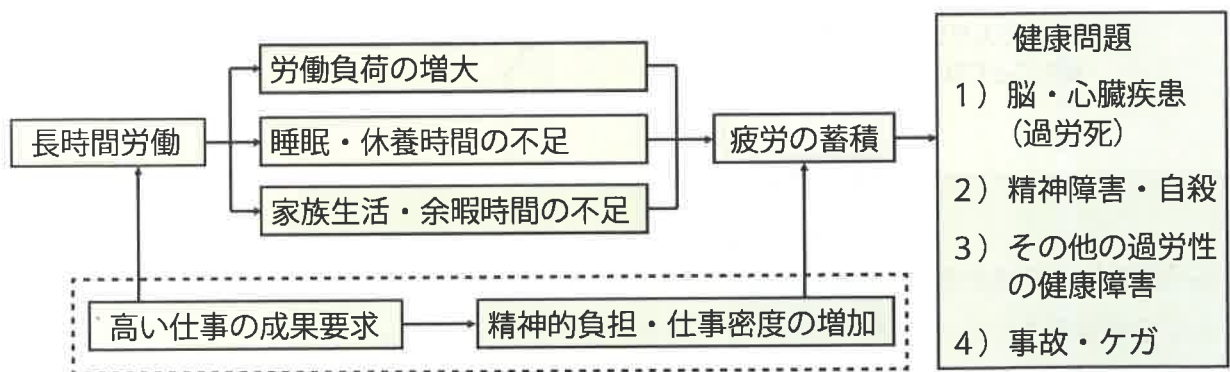 長時間労働
労働負荷の増大
睡眠・休養時間の不足
家族生活・余暇時間の不足
疲労の蓄積
高い仕事の成果要求
精神的負担・仕事密度の増加
健康問題
1）脳・心臓疾患
（過労死）
2）精神障害・自殺
3）その他の過労性
の健康障害
4）事故・ケガ